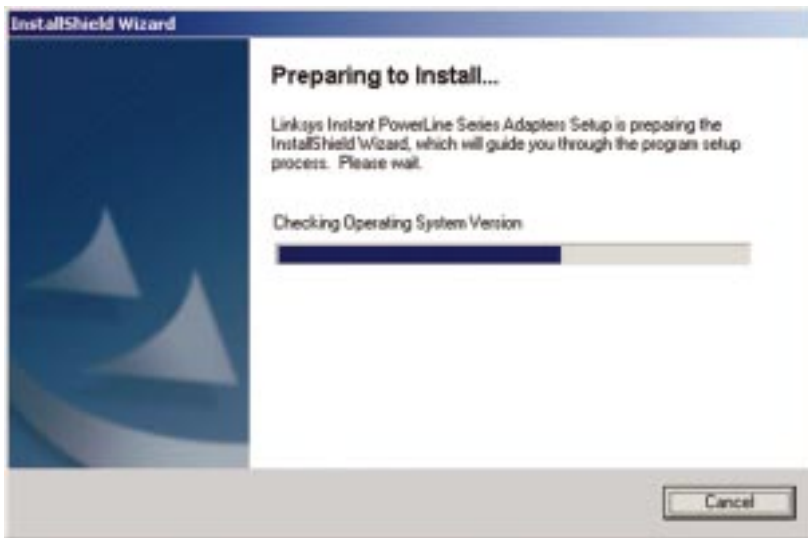 InstallShield Wizard
Preparing to Install...
Linksys Instant PowerLine Series Adapters Setup is preparing the
InstallShield Wizard, which will guide you through the program setup
process. Please wait.
Checking Operating System Version
Cancel